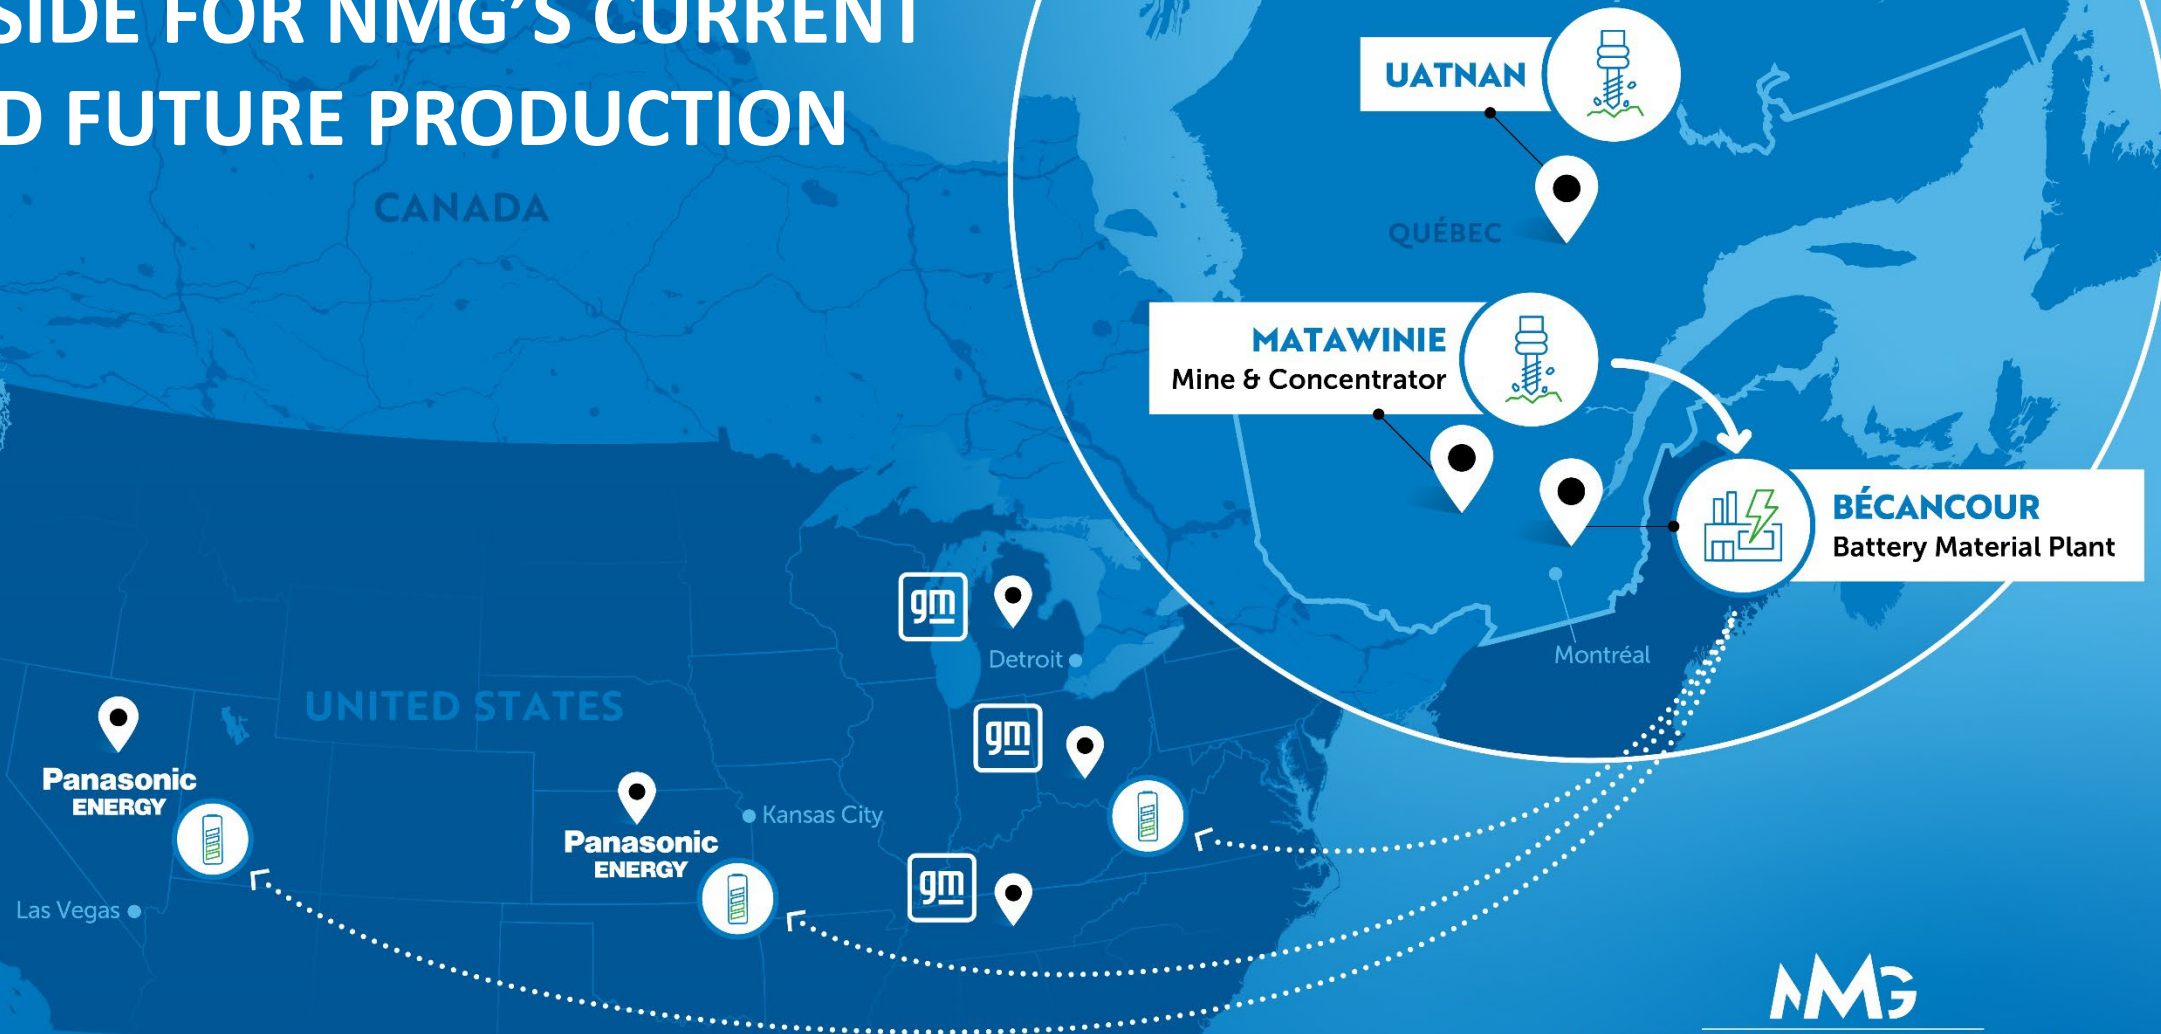 SIDE FOR NMG'S CURRENT
D FUTURE PRODUCTION
CANADA
UATNAN
QUÉBEC
MATAWINIE
Mine & Concentrator
BÉCANCOUR
Battery Material Plant
Montréal
gm
Detroit
UNITED STATES
gm
Panasonic
ENERGY
Kansas City
Panasonic
ENERGY
gm
Las Vegas
NMG